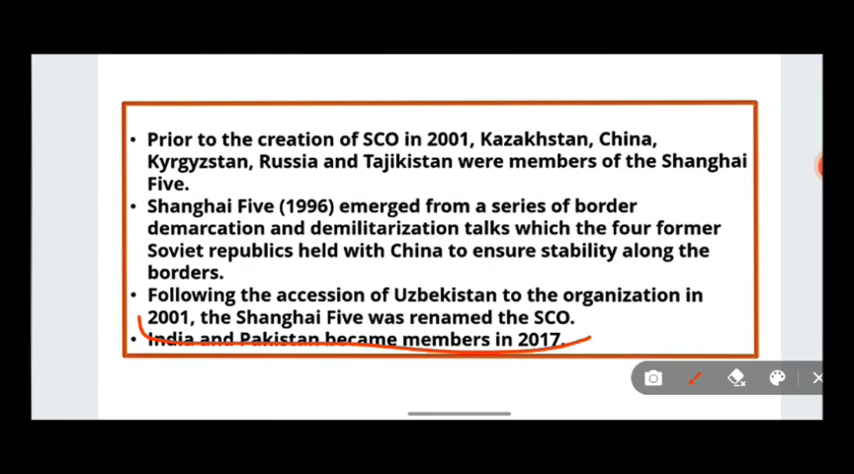 • Prior to the creation of SCO in 2001, Kazakhstan, China,
Kyrgyzstan, Russia and Tajikistan were members of the Shanghai
Five.
• Shanghai Five (1996) emerged from a series of border
demarcation and demilitarization talks which the four former
Soviet republics held with China to ensure stability along the
borders.
• Following the accession of Uzbekistan to the organization in
2001, the Shanghai Five was renamed the SCO.
• India and Pakistan became members in 2017.